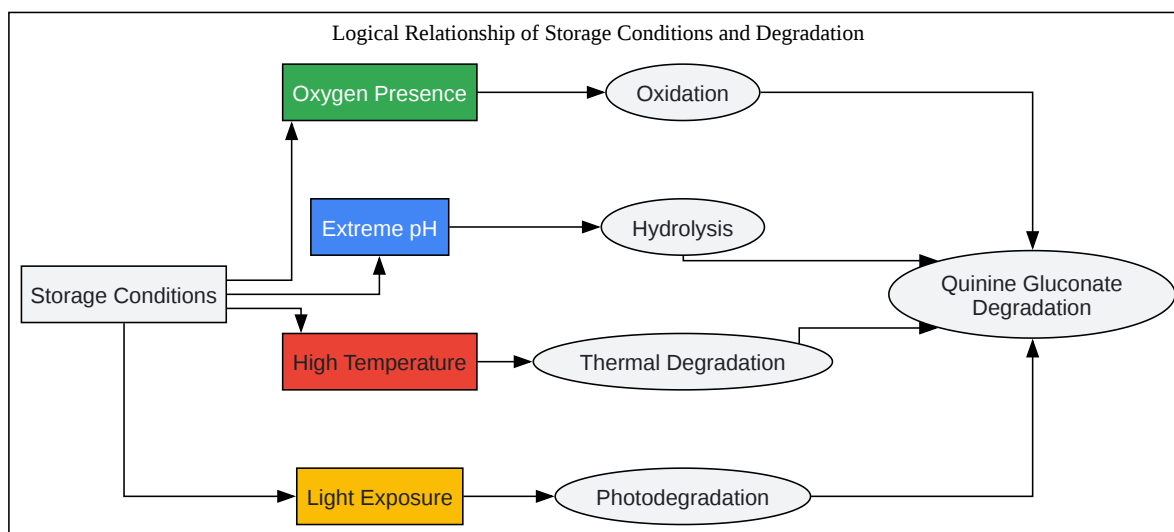 Logical Relationship of Storage Conditions and Degradation
Oxygen Presence
Oxidation
Extreme pH
Hydrolysis
Storage Conditions
Quinine Gluconate
Degradation
High Temperature
Thermal Degradation
Light Exposure
Photodegradation